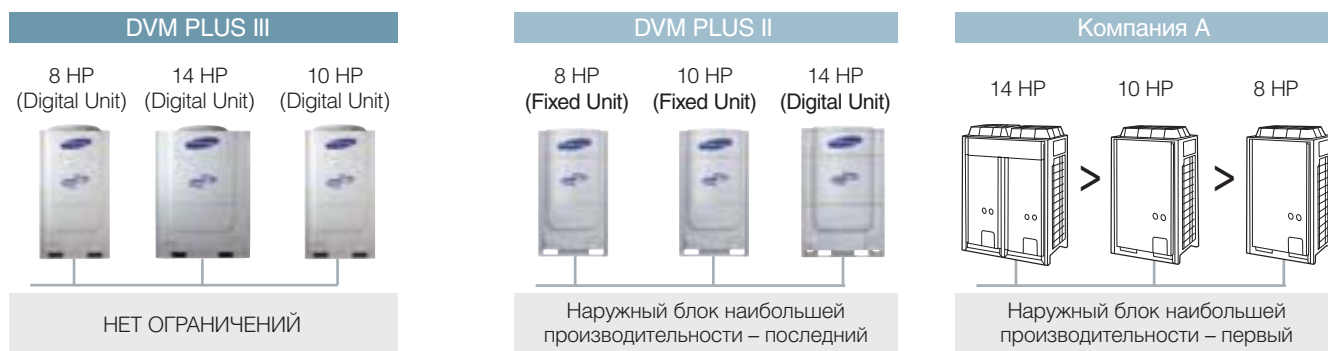 DVM PLUS III
8 HP
(Digital Unit)
14 HP
(Digital Unit)
10 HP
(Digital Unit)
НЕТ ОГРАНИЧЕНИЙ
DVM PLUS II
8 HP
(Fixed Unit)
10 HP
(Fixed Unit)
14 HP
(Digital Unit)
Наружный блок наибольшей
производительности – последний
Компания А
14 HP
10 HP
8 HP
>
>
Наружный блок наибольшей
производительности – первый